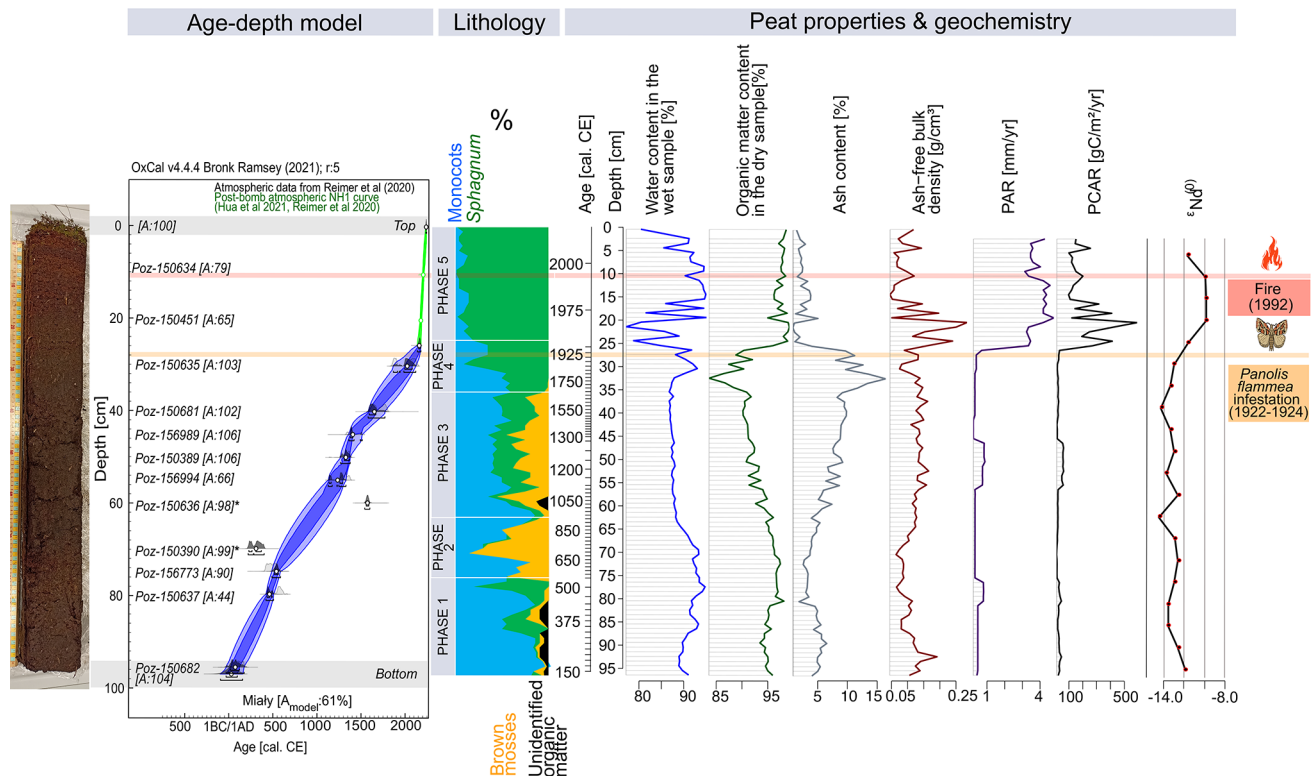 Age-depth model
Lithology
Peat properties & geochemistry
%
Monocots
Sphagnum
Age [cal. CE]
Depth [cm]
Water content in the
wet sample [%]
Organic matter content
in the dry sample[%]
Ash content [%]
Ash-free bulk
density [g/cm³]
PAR [mm/yr]
PCAR [gC/m²/yr]
εNd(0)
OxCal v4.4.4 Bronk Ramsey (2021); r:5
Atmospheric data from Reimer et al (2020)
Post-bomb atmospheric NH1 curve
(Hua et al 2021, Reimer et al 2020)
[A:100]
Top
Poz-150634 [A:79]
Poz-150451 [A:65]
Poz-150635 [A:103]
Poz-150681 [A:102]
Poz-156989 [A:106]
Poz-150389 [A:106]
Poz-156994 [A:66]
Poz-150636 [A:98]*
Poz-150390 [A:99]*
Poz-156773 [A:90]
Poz-150637 [A:44]
Poz-150682
[A:104]
Bottom
Mialy [Amodel:61%]
Depth [cm]
0
20
40
60
80
100
500 1BC/1AD 500 1000 1500 2000
Age [cal. CE]
PHASE 5
PHASE
4
PHASE 3
PHASE
2
PHASE 1
Brown
mosses
Unidentified
organic
matter
2000
1975
1925
1750
1550
1300
1200
1050
850
650
500
375
150
0
5
10
15
20
25
30
35
40
45
50
55
60
65
70
75
80
85
90
95
80 90
85 95
5 10 15
0.05 0.25
1 4
100 500
-14.0 -8.0
Fire
(1992)
Panolis
flammea
infestation
(1922-1924)